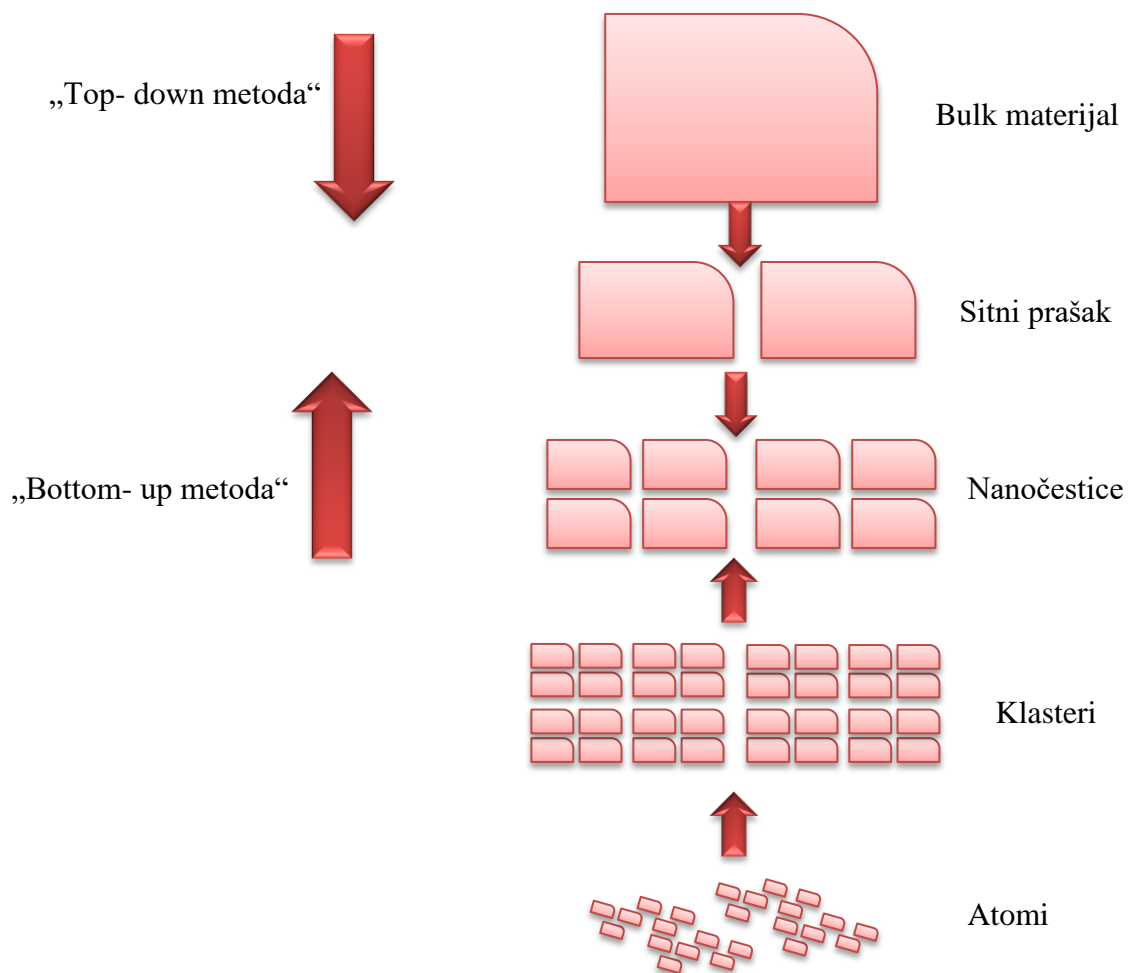 „Top- down metoda“
Bulk materijal
Sitni prašak
„Bottom- up metoda“
Nanočestice
Klasteri
Atomi